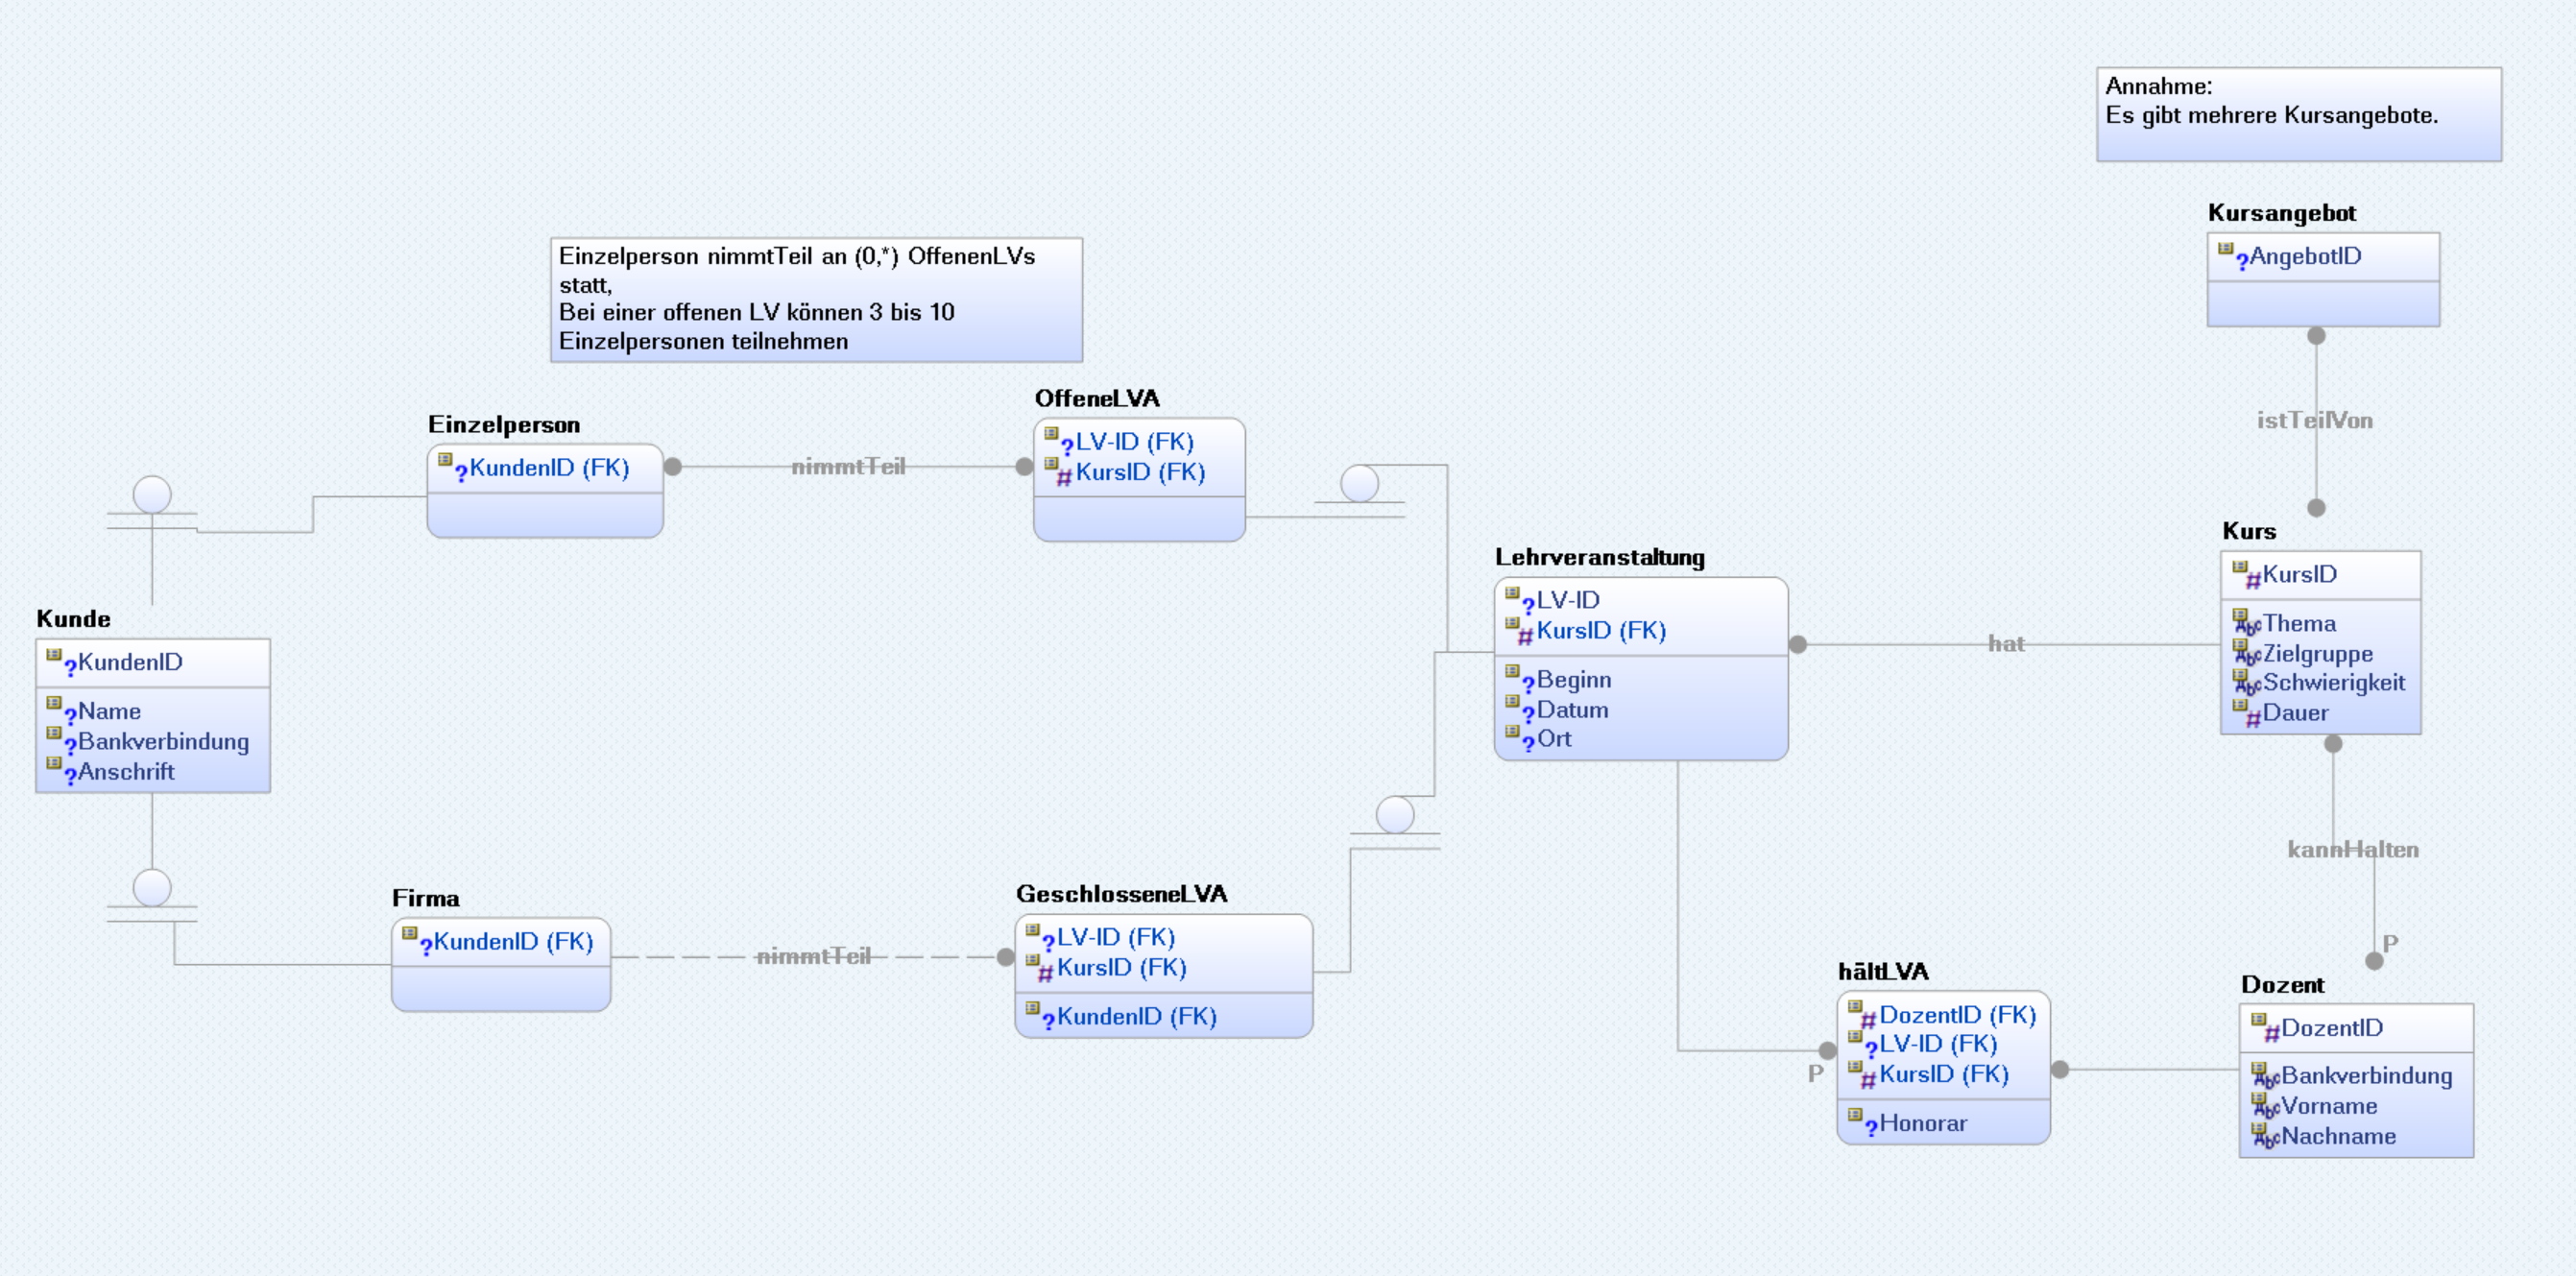 Annahme:
Es gibt mehrere Kursangebote.
Kursangebot
AngebotID
Einzelperson nimmtTeil an (0,*) OffenenLVs
statt,
Bei einer offenen LV können 3 bis 10
Einzelpersonen teilnehmen
istTeilVon
OffeneLVA
LV-ID (FK)
KursID (FK)
Einzelperson
KundenID (FK)
nimmtTeil
Kurs
KursID
Thema
Zielgruppe
Schwierigkeit
Dauer
Lehrveranstaltung
LV-ID
KursID (FK)
Beginn
Datum
Ort
hat
Kunde
KundenID
Name
Bankverbindung
Anschrift
kannHalten
P
Firma
KundenID (FK)
nimmtTeil
GeschlosseneLVA
LV-ID (FK)
KursID (FK)
KundenID (FK)
hältLVA
DozentID (FK)
LV-ID (FK)
KursID (FK)
Honorar
P
Dozent
DozentID
Bankverbindung
Vorname
Nachname